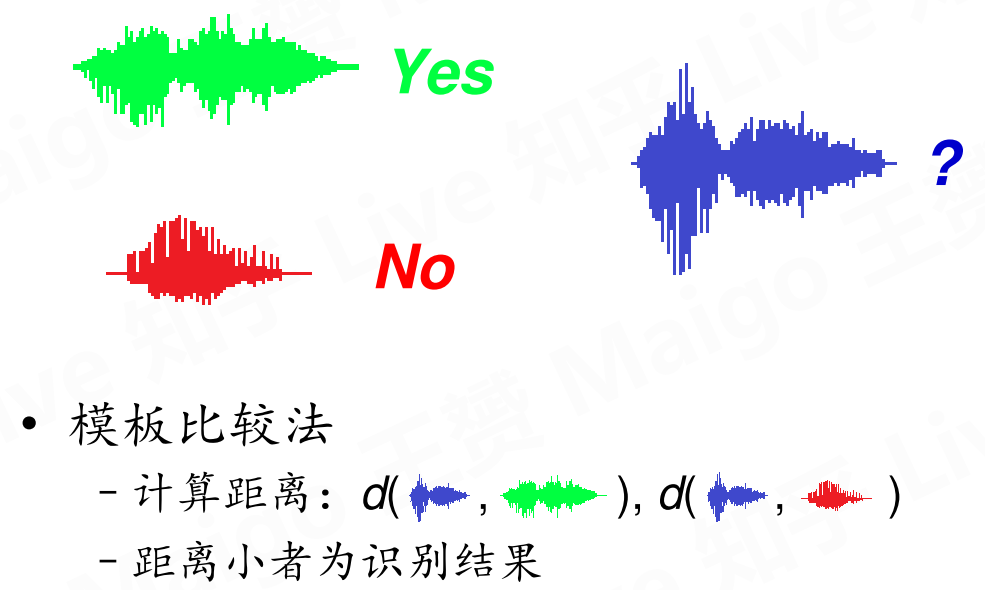 Yes
?
No
• 模板比较法
– 计算距离：d( , ), d( , )
– 距离小者为识别结果
知乎 Live
Maigo 王赟